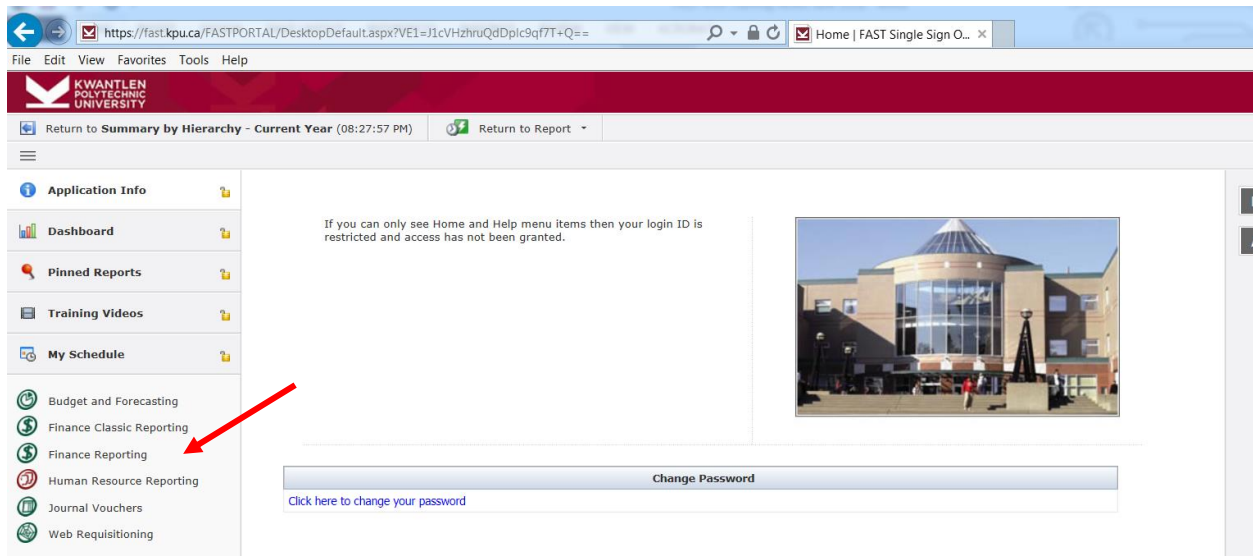 https://fast.kpu.ca/FASTPORTAL/DesktopDefault.aspx?VE1=J1cVHzhruQdDplc9qf7T+Q==
Home | FAST Single Sign O...
File Edit View Favorites Tools Help
KWANTLEN
POLYTECHNIC
UNIVERSITY
Return to Summary by Hierarchy - Current Year (08:27:57 PM) Return to Report
Application Info
If you can only see Home and Help menu items then your login ID is
restricted and access has not been granted.
Dashboard
Pinned Reports
Training Videos
My Schedule
Budget and Forecasting
Finance Classic Reporting
Finance Reporting
Human Resource Reporting
Journal Vouchers
Web Requisitioning
Change Password
Click here to change your password